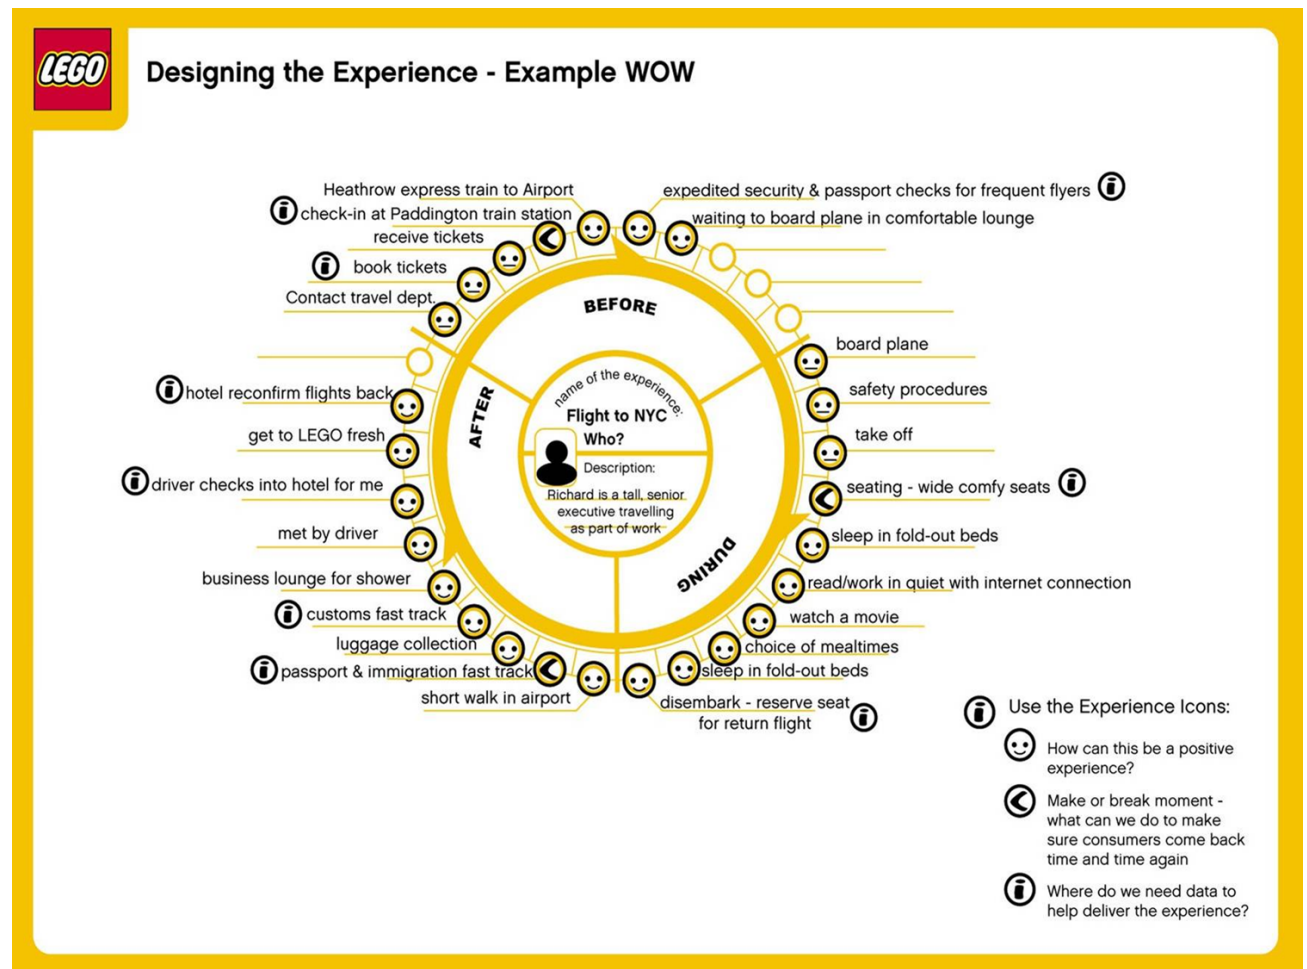 LEGO
Designing the Experience - Example WOW
Heathrow express train to Airport
check-in at Paddington train station
receive tickets
book tickets
Contact travel dept.
expedited security & passport checks for frequent flyers
waiting to board plane in comfortable lounge
board plane
safety procedures
take off
seating - wide comfy seats
sleep in fold-out beds
read/work in quiet with internet connection
watch a movie
choice of mealtimes
sleep in fold-out beds
disembark - reserve seat
for return flight
hotel reconfirm flights back
get to LEGO fresh
driver checks into hotel for me
met by driver
business lounge for shower
customs fast track
luggage collection
passport & immigration fast track
short walk in airport
BEFORE
AFTER
DURING
name of the experience:
Flight to NYC
Who?
Description:
Richard is a tall, senior
executive travelling
as part of work
Use the Experience Icons:
How can this be a positive
experience?
Make or break moment -
what can we do to make
sure consumers come back
time and time again
Where do we need data to
help deliver the experience?